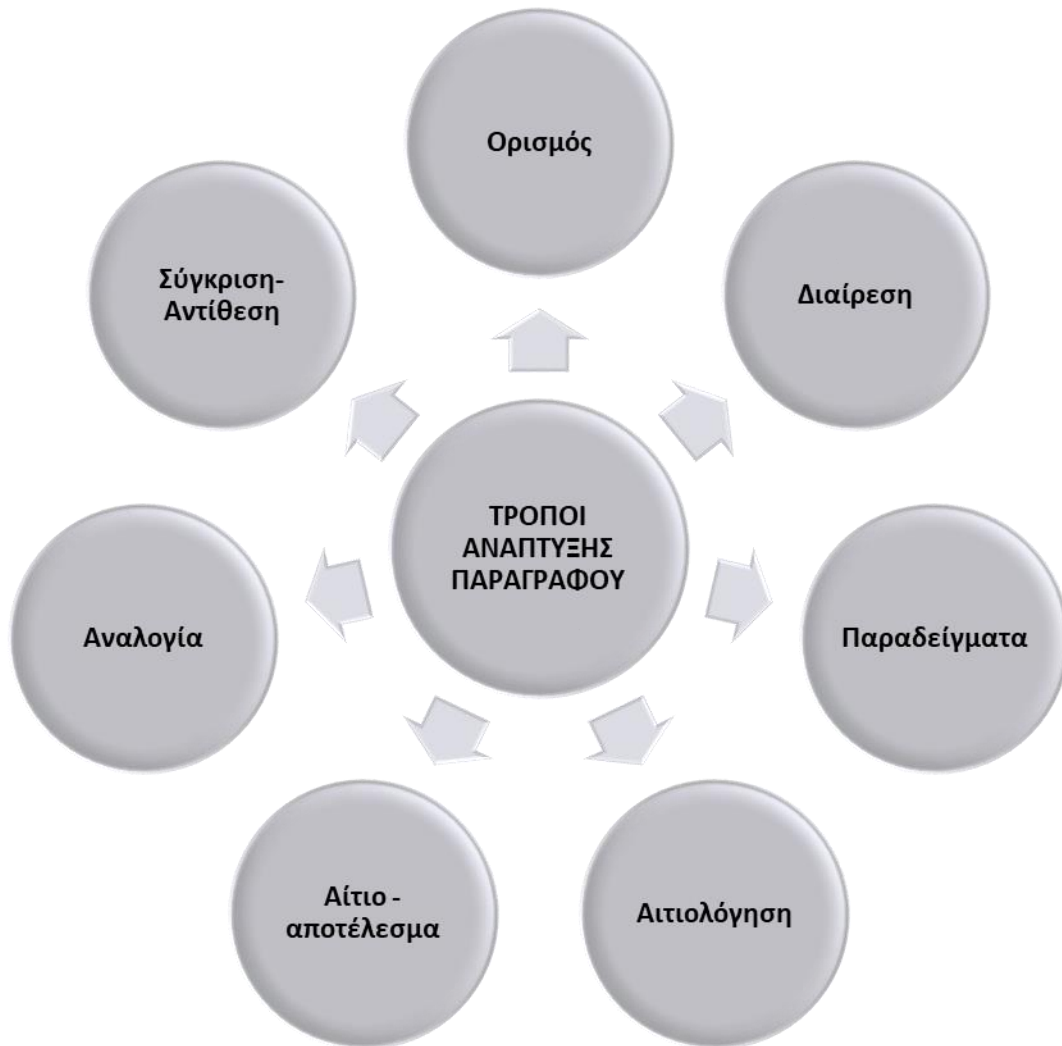 Ορισμός
Διαίρεση
Παραδείγματα
Αιτιολόγηση
Αίτιο -
αποτέλεσμα
Αναλογία
Σύγκριση-
Αντίθεση
ΤΡΟΠΟΙ
ΑΝΑΠΤΥΞΗΣ
ΠΑΡΑΓΡΑΦΟΥ